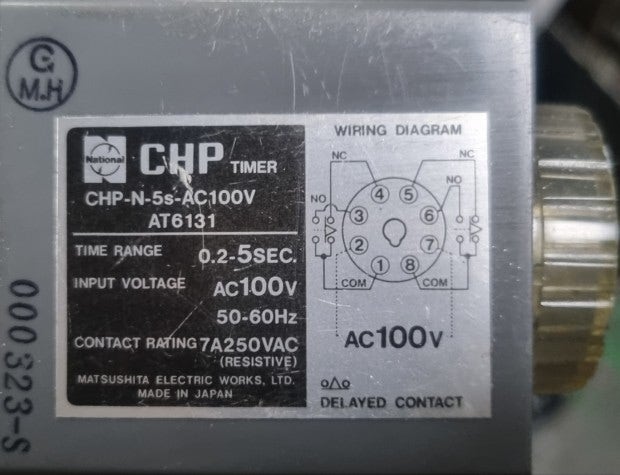 G
M.H
National
CHP TIMER
CHP-N-5s-AC100V
AT6131
TIME RANGE 0.2-5SEC.
INPUT VOLTAGE AC100V
50-60Hz
CONTACT RATING 7A250VAC
(RESISTIVE)
MATSUSHITA ELECTRIC WORKS, LTD.
MADE IN JAPAN
WIRING DIAGRAM
NC NC
4 5
NO NO
3 6
2 7
1 8
COM COM
AC100V
DELAYED CONTACT
000323-S